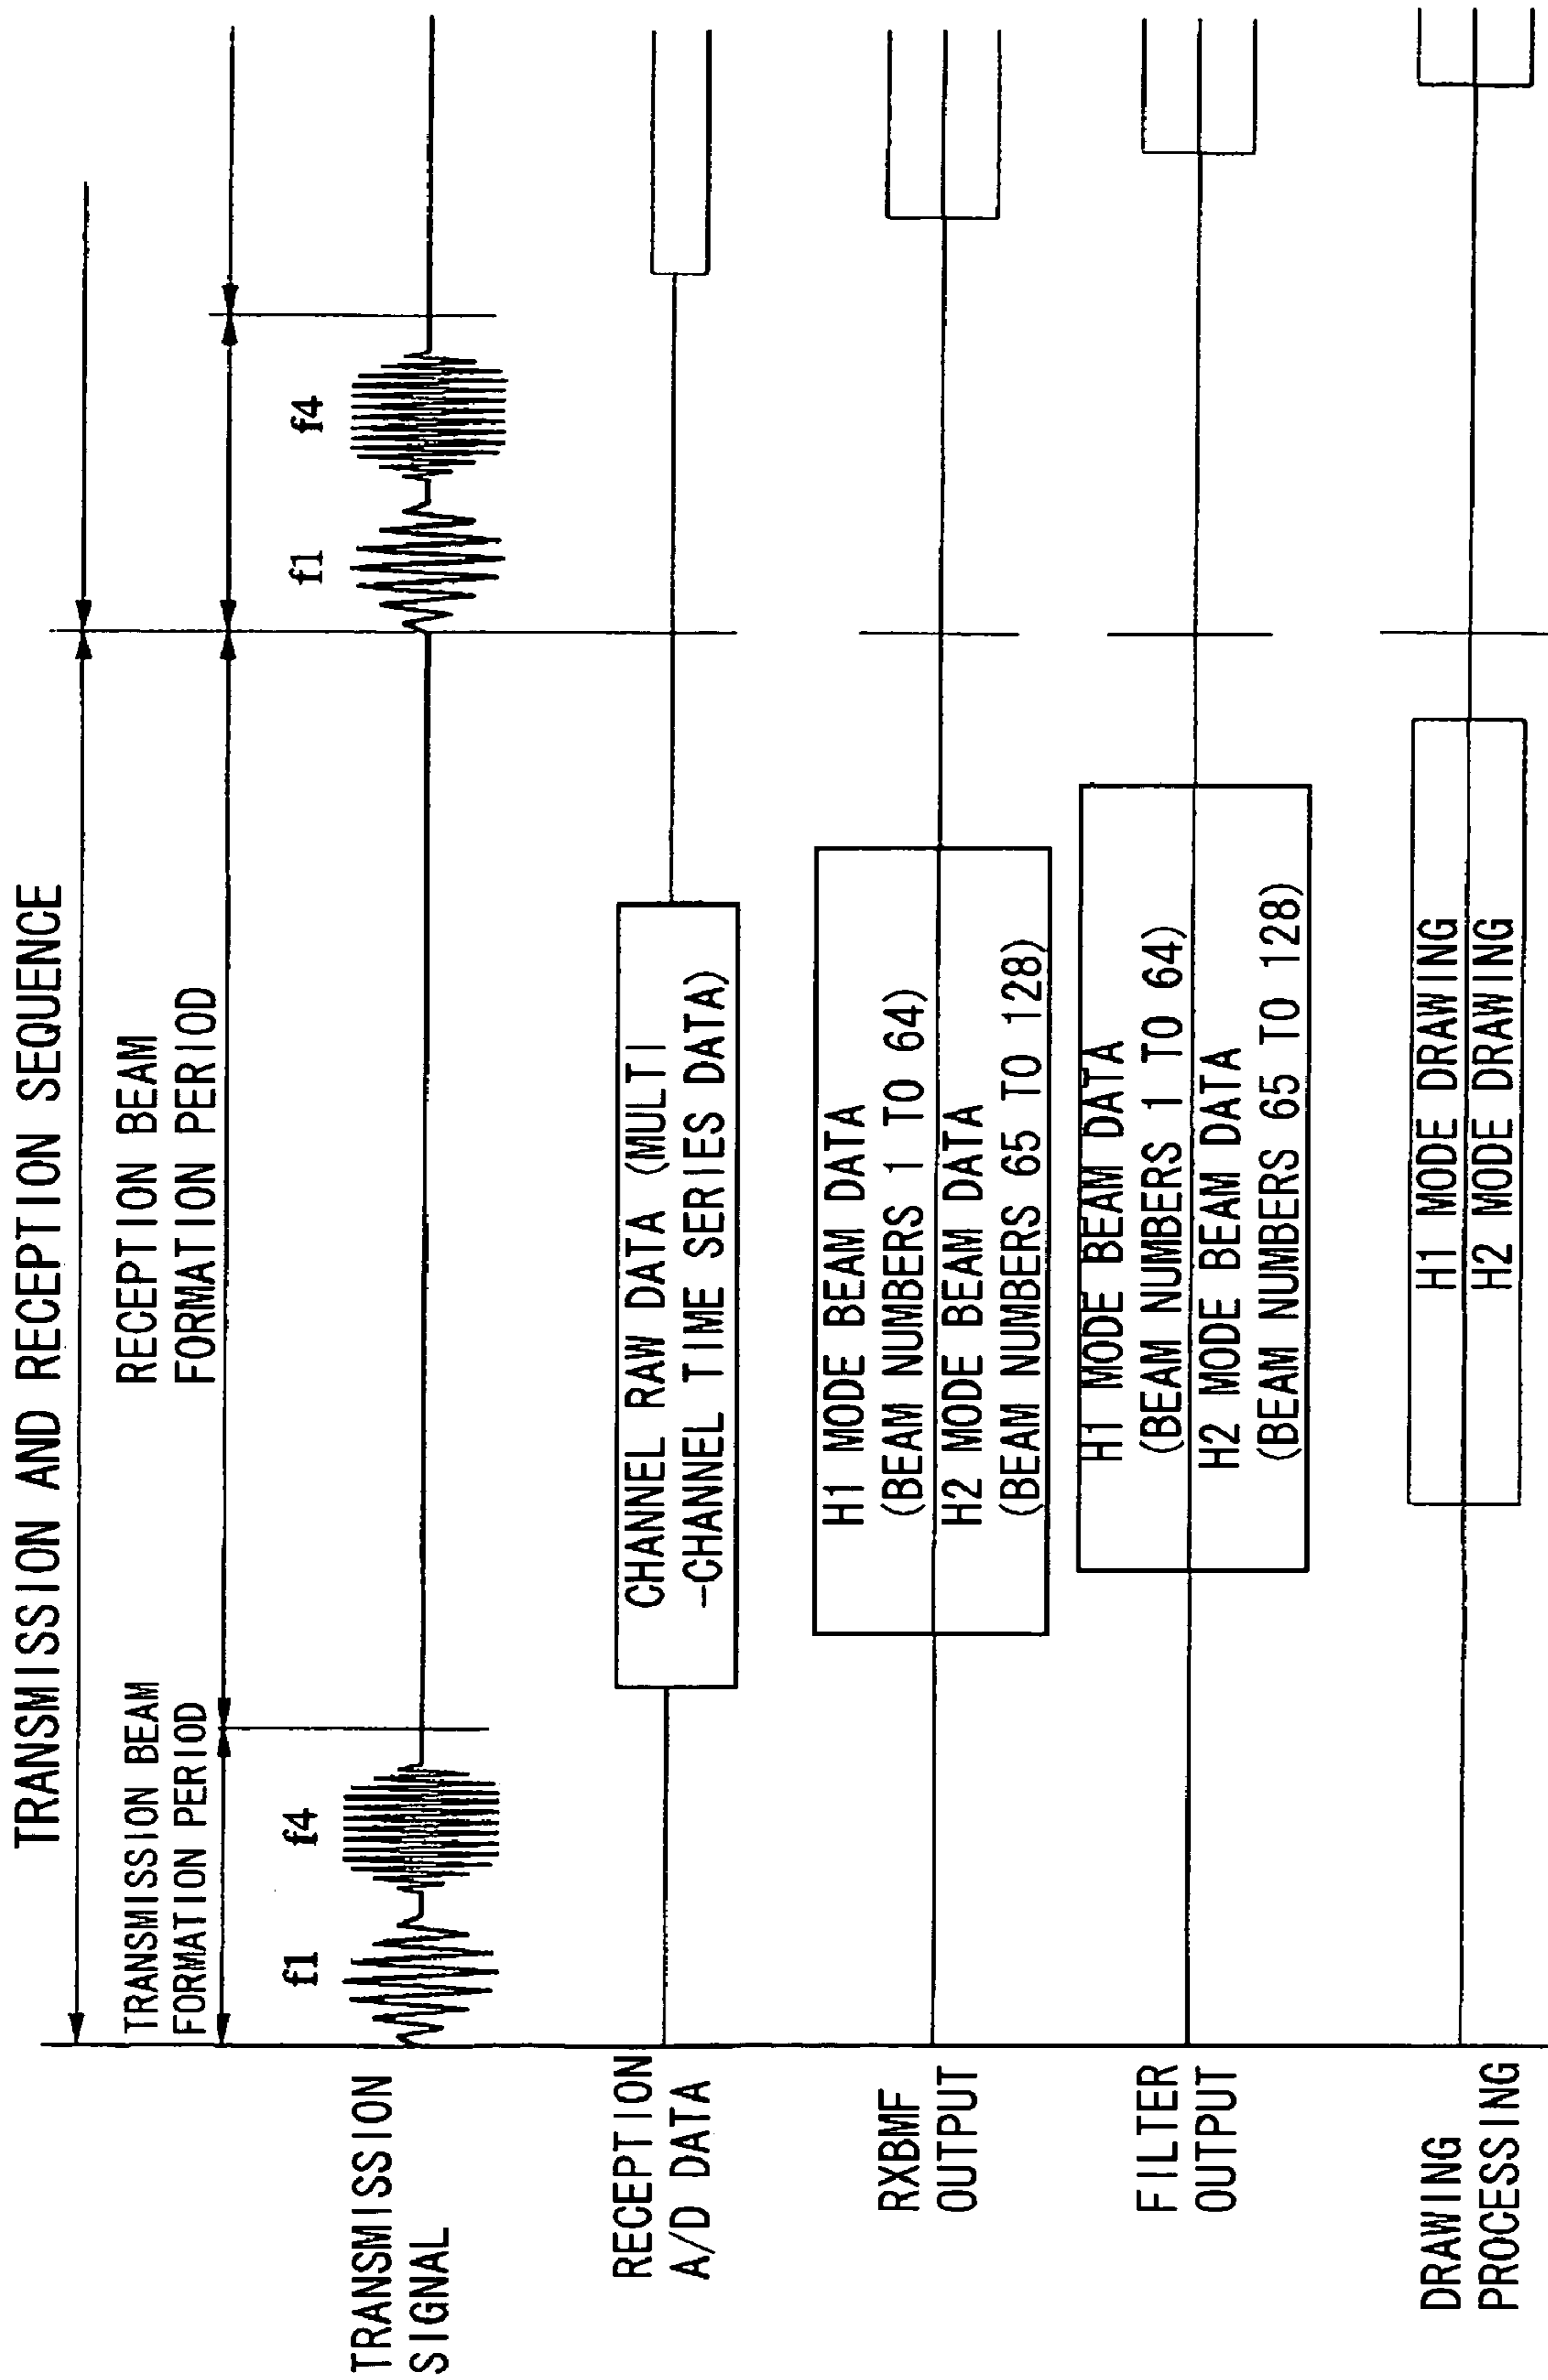 TRANSMISSION AND RECEPTION SEQUENCE
TRANSMISSION BEAM
FORMATION PERIOD
RECEPTION BEAM
FORMATION PERIOD
TRANSMISSION
SIGNAL
f1
f4
f1
f4
RECEPTION
A/D DATA
CHANNEL RAW DATA (MULTI
-CHANNEL TIME SERIES DATA)
RXBMF
OUTPUT
H1 MODE BEAM DATA
(BEAM NUMBERS 1 TO 64)
H2 MODE BEAM DATA
(BEAM NUMBERS 65 TO 128)
FILTER
OUTPUT
H1 MODE BEAM DATA
(BEAM NUMBERS 1 TO 64)
H2 MODE BEAM DATA
(BEAM NUMBERS 65 TO 128)
DRAWING
PROCESSING
H1 MODE DRAWING
H2 MODE DRAWING